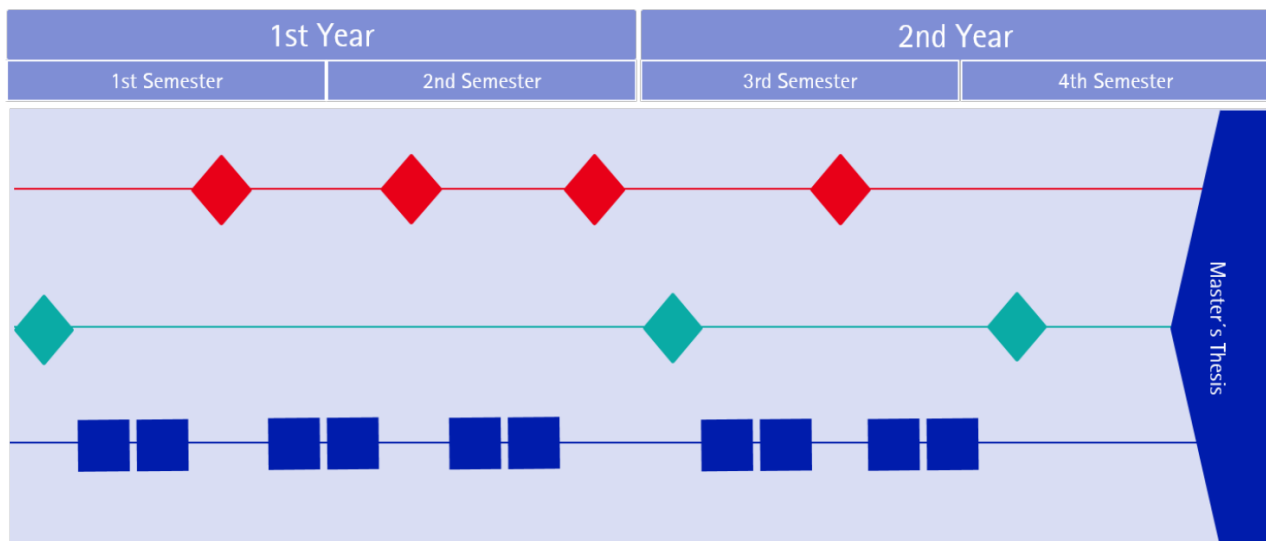 1st Year
2nd Year
1st Semester
2nd Semester
3rd Semester
4th Semester
Master´s Thesis